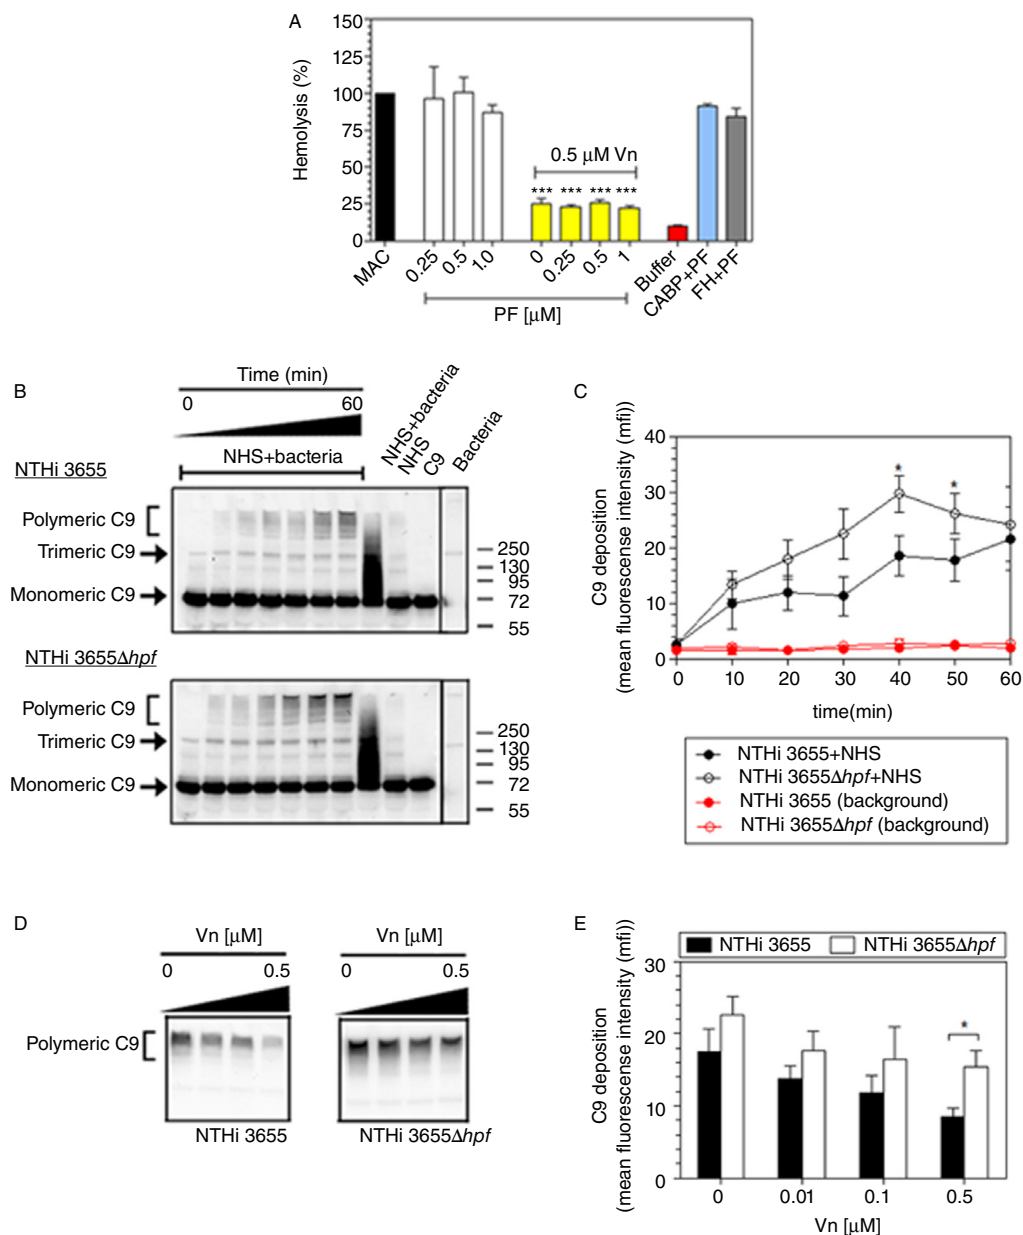 A
Hemolysis (%)
150
100
75
50
25
0
0.5 μM Vn
*** *** *** ***
MAC
0.25
0.5
1.0
0
0.25
0.5
1
Buffer
CABP+PF
FH+PF
PF [μM]
B
Time (min)
0 60
NHS+bacteria
NHS+bacteria
NHS
C9
Bacteria
NTHi 3655
Polymeric C9
Trimeric C9
Monomeric C9
250
130
95
72
55
NTHi 3655Δhpf
Polymeric C9
Trimeric C9
Monomeric C9
250
130
95
72
55
C
C9 deposition
(mean fluorescense intensity (mfi))
40
30
20
10
0
* *
0 10 20 30 40 50 60
time(min)
NTHi 3655+NHS
NTHi 3655Δhpf+NHS
NTHi 3655 (background)
NTHi 3655Δhpf (background)
D
Vn [μM]
0 0.5
Vn [μM]
0 0.5
Polymeric C9
NTHi 3655
NTHi 3655Δhpf
E
NTHi 3655 NTHi 3655Δhpf
C9 deposition
(mean fluorescense intensity (mfi))
30
20
10
0
*
0 0.01 0.1 0.5
Vn [μM]